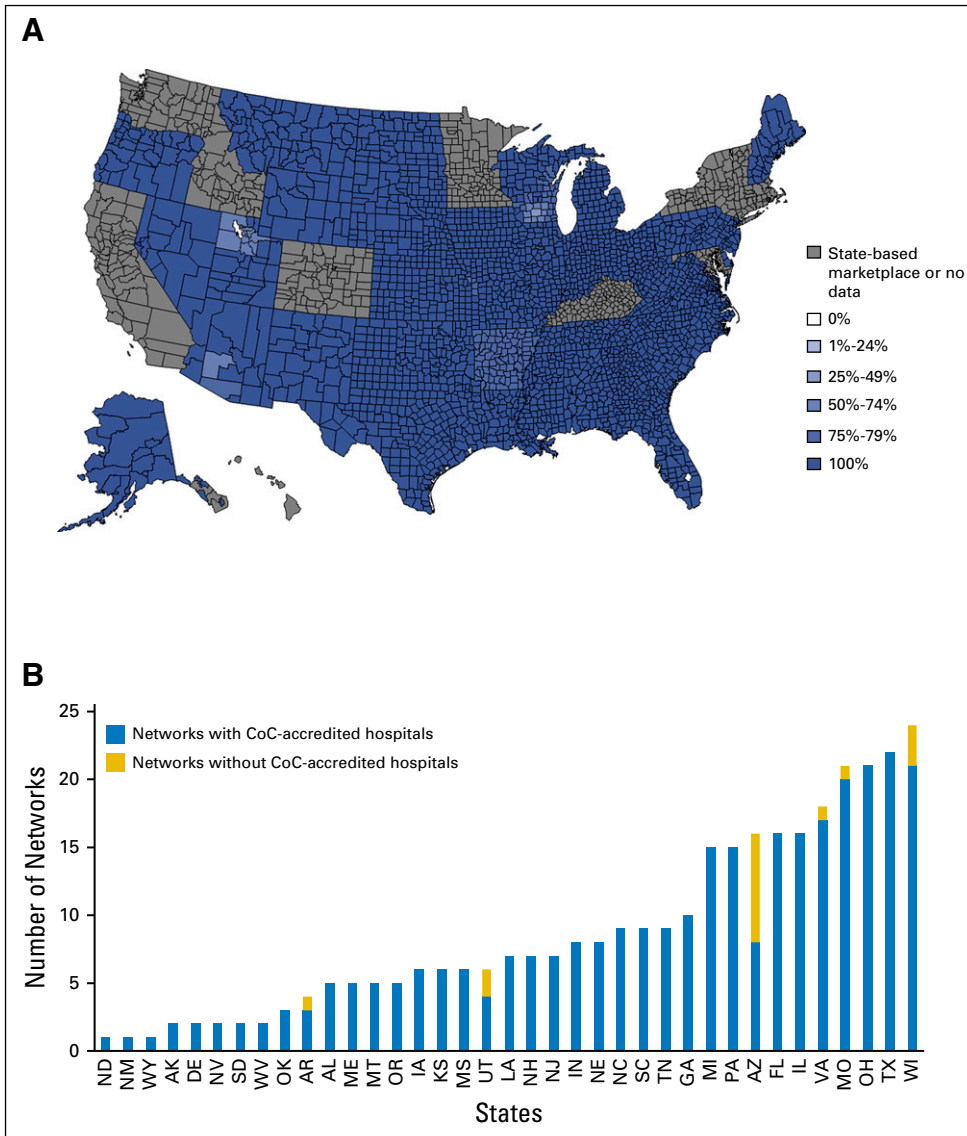 A
State-based
marketplace or no
data
0%
1%-24%
25%-49%
50%-74%
75%-79%
100%
B
Networks with CoC-accredited hospitals
Networks without CoC-accredited hospitals
Number of Networks
25
20
15
10
5
0
ND
NM
WY
AK
DE
NV
SD
WV
OK
AR
AL
ME
MT
OR
IA
KS
MS
UT
LA
NH
NJ
IN
NE
NC
SC
TN
GA
MI
PA
AZ
FL
IL
VA
MO
OH
TX
WI
States